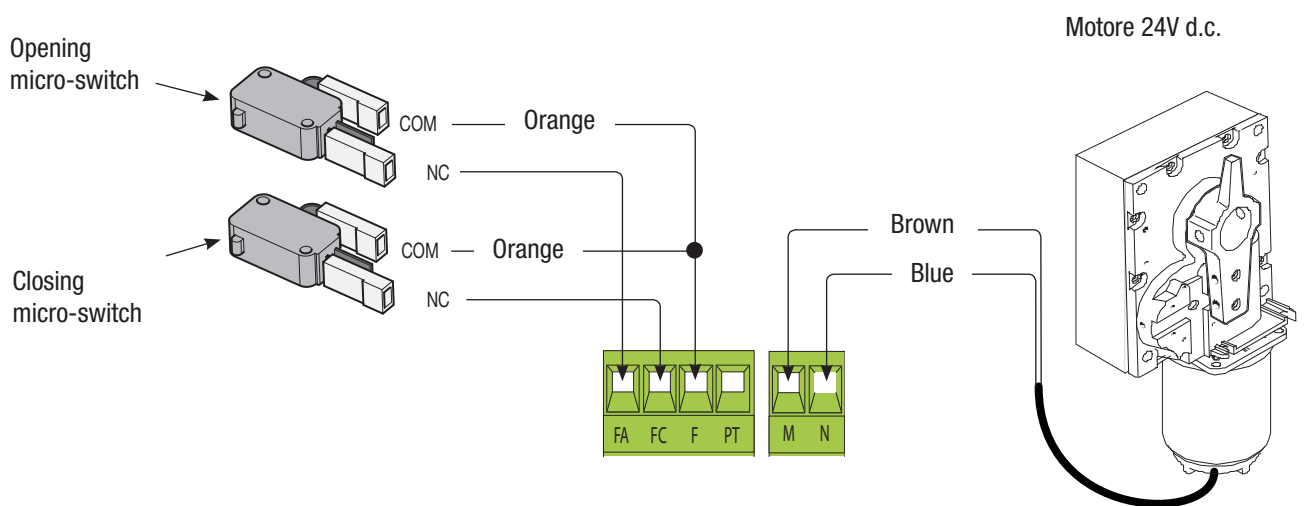 Motore 24V d.c.
Opening
micro-switch
COM
Orange
NC
COM
Orange
NC
Closing
micro-switch
Brown
Blue
FA FC F PT
M N